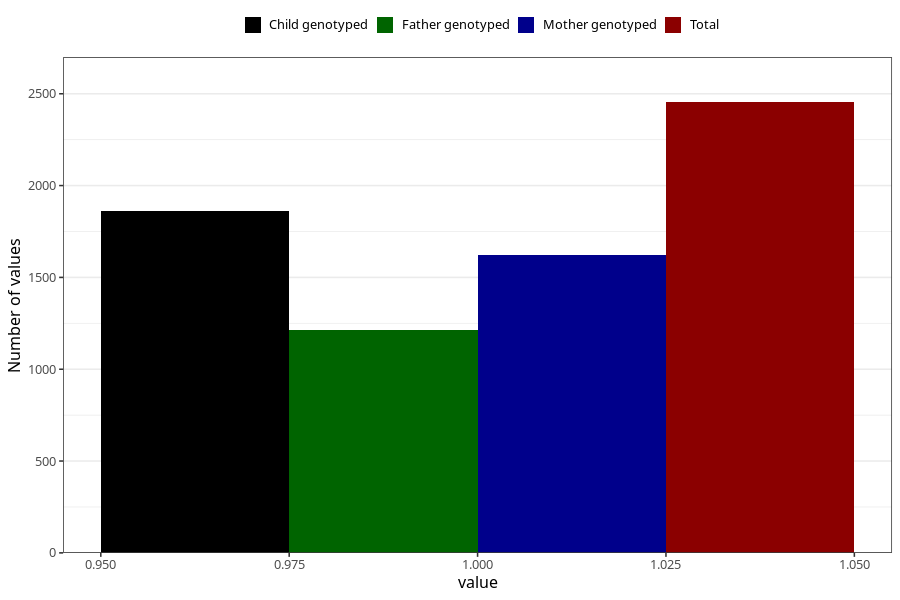 Child genotyped Father genotyped Mother genotyped Total
Number of values
2500
2000
1500
1000
500
0
0.950 0.975 1.000 1.025 1.050
value